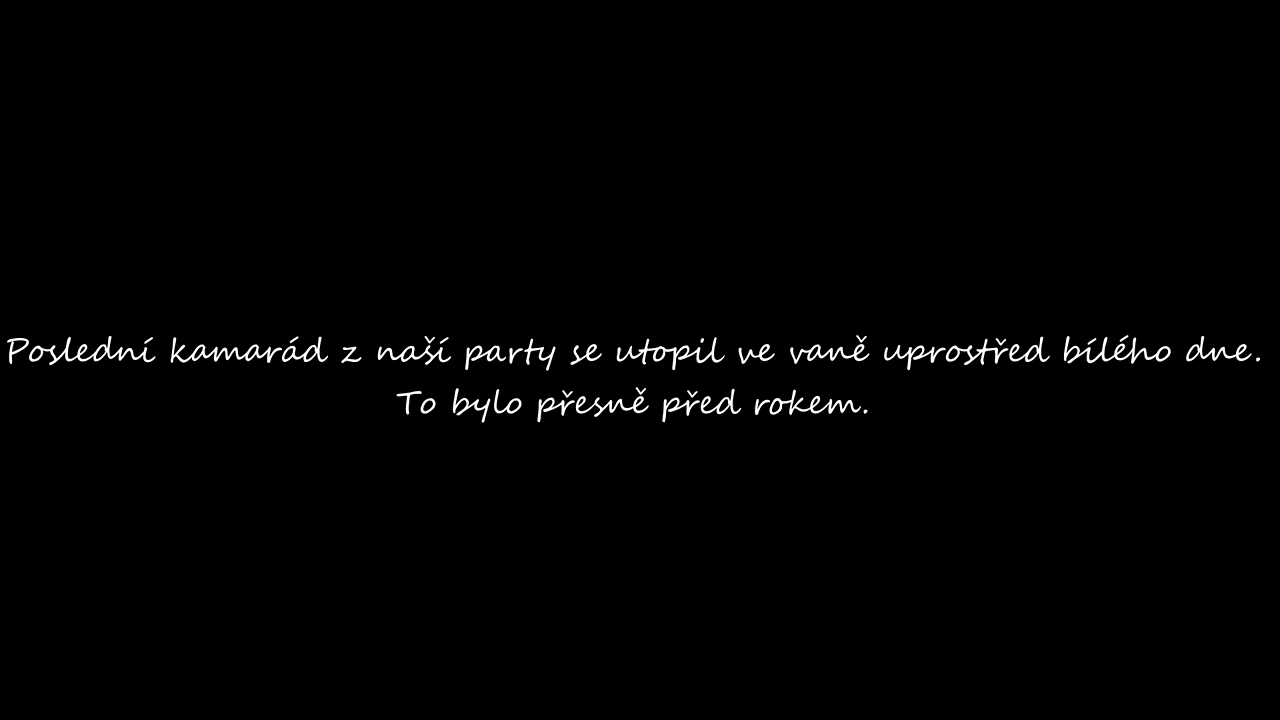 Poslední kamarád z naší party se utopil ve vaně uprostřed bílého dne.
To bylo přesně před rokem.